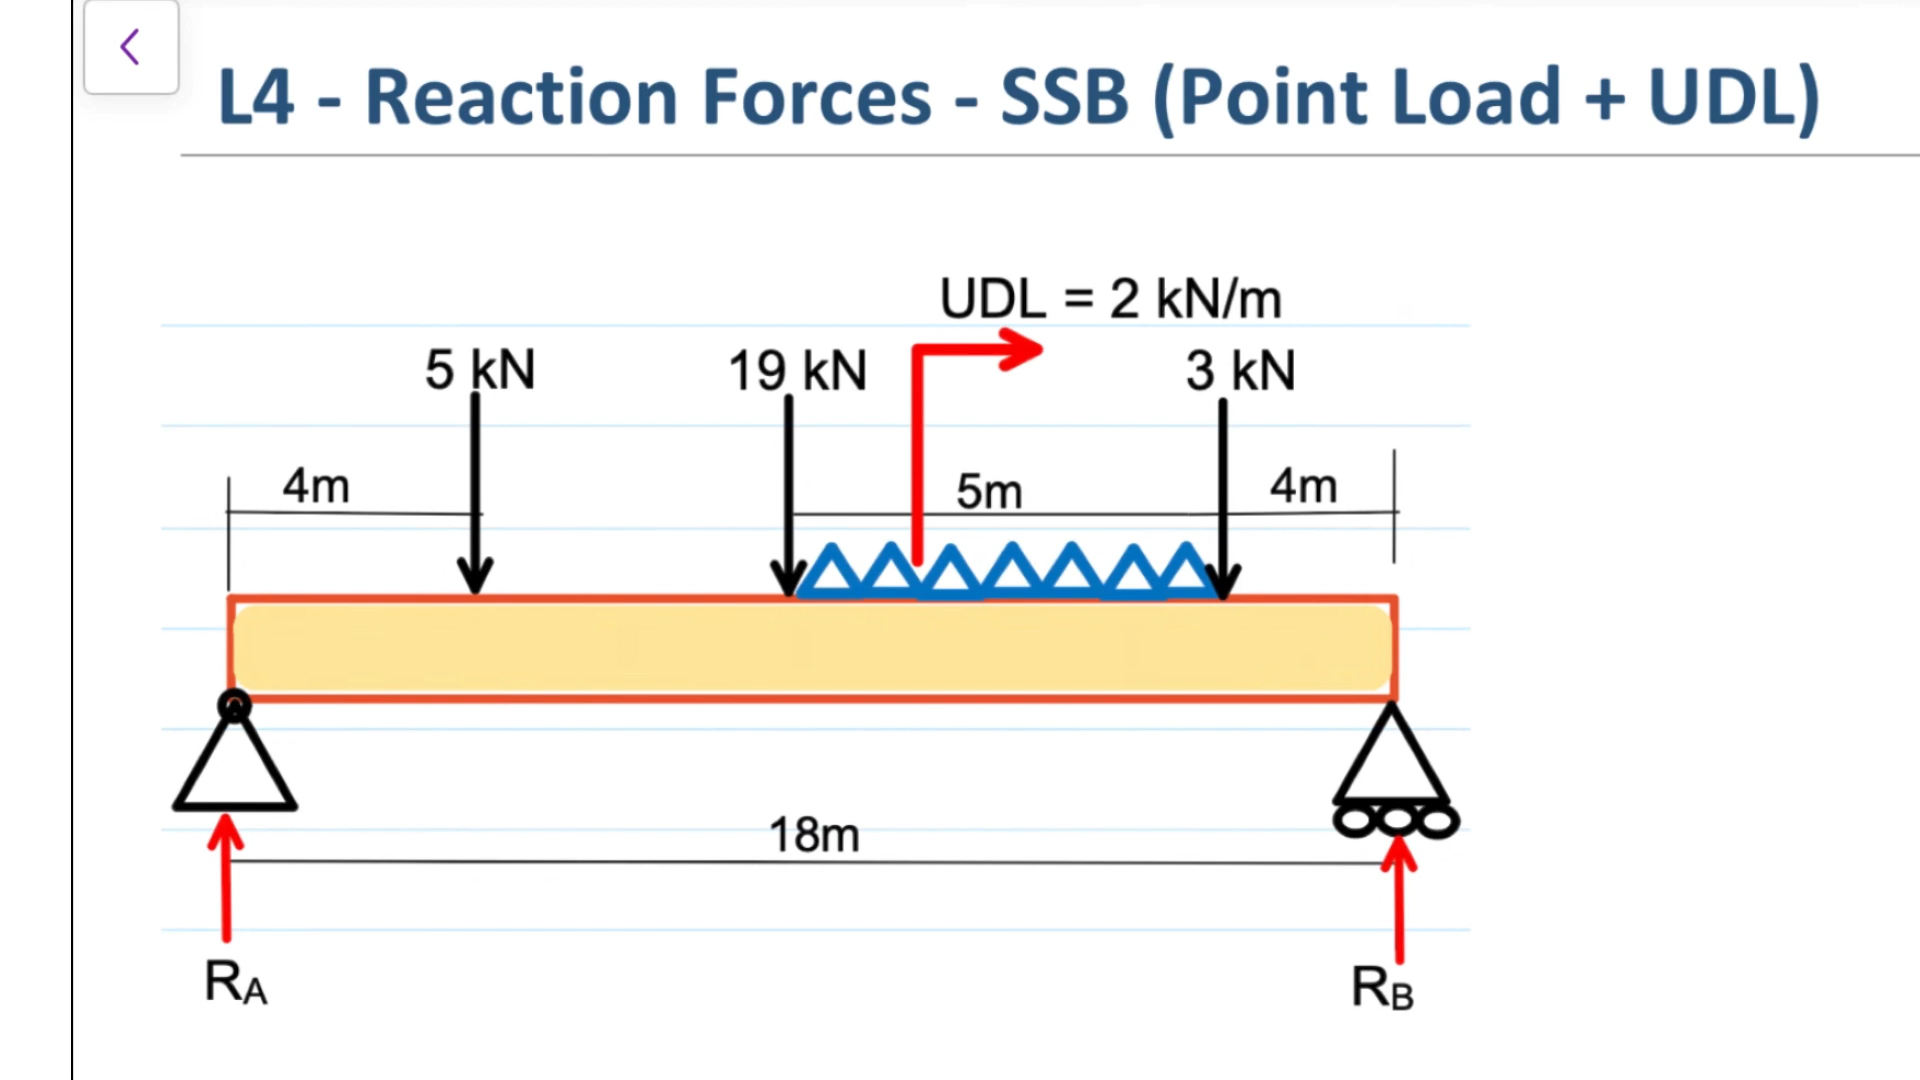 L4 - Reaction Forces - SSB (Point Load + UDL)
UDL = 2 kN/m
5 kN
19 kN
3 kN
4m
5m
4m
18m
RA
RB